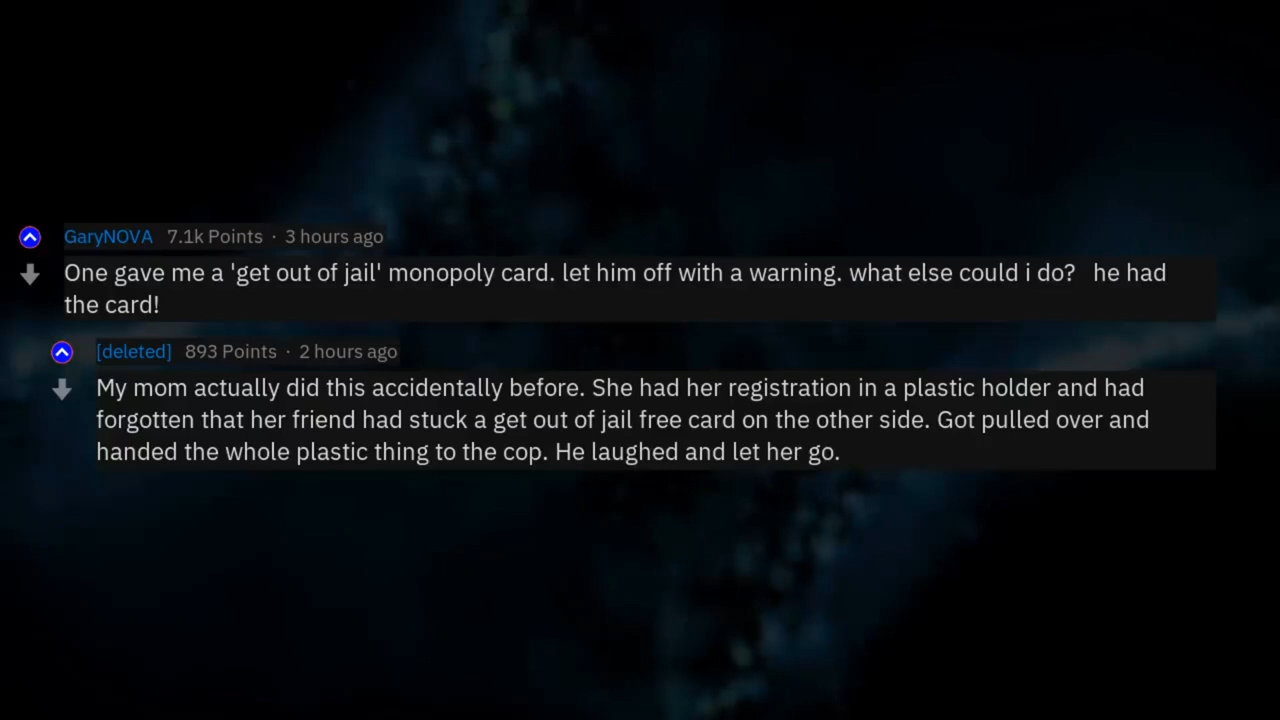 GaryNOVA 7.1k Points · 3 hours ago
One gave me a 'get out of jail' monopoly card. let him off with a warning. what else could i do?   he had
the card!
[deleted] 893 Points · 2 hours ago
My mom actually did this accidentally before. She had her registration in a plastic holder and had
forgotten that her friend had stuck a get out of jail free card on the other side. Got pulled over and
handed the whole plastic thing to the cop. He laughed and let her go.